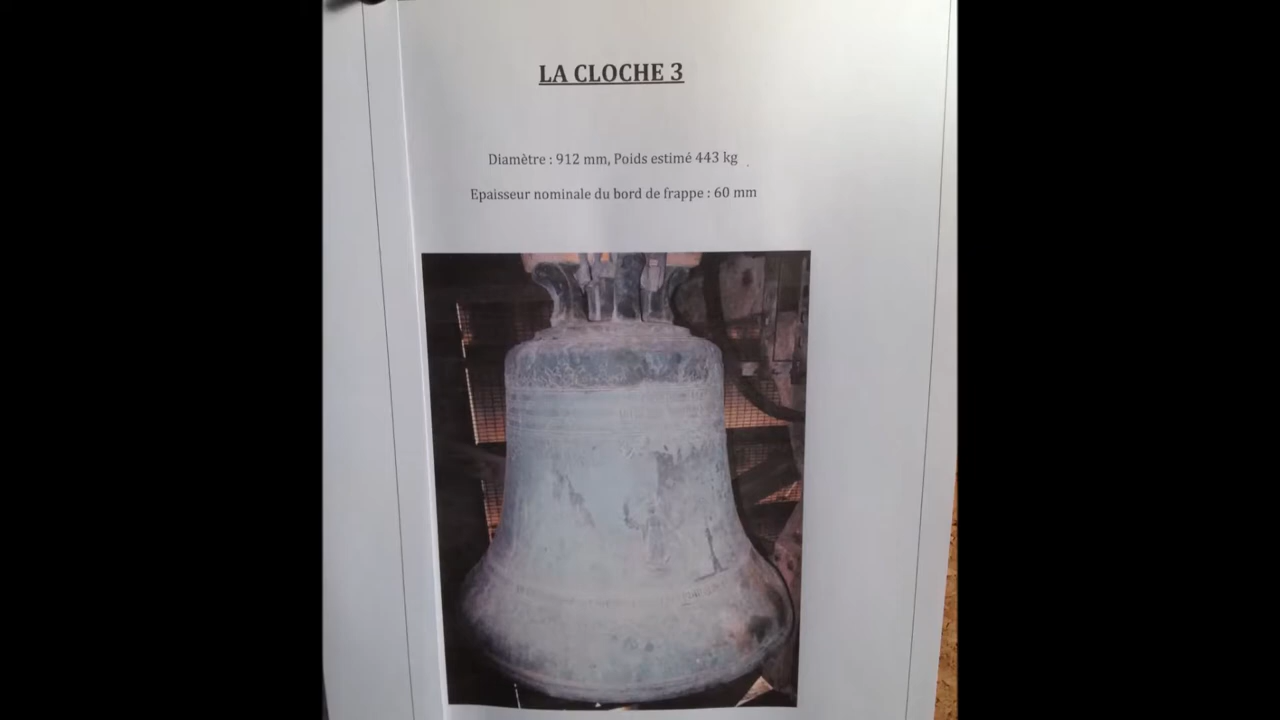 LA CLOCHE 3
Diamètre : 912 mm, Poids estimé 443 kg
Epaisseur nominale du bord de frappe : 60 mm